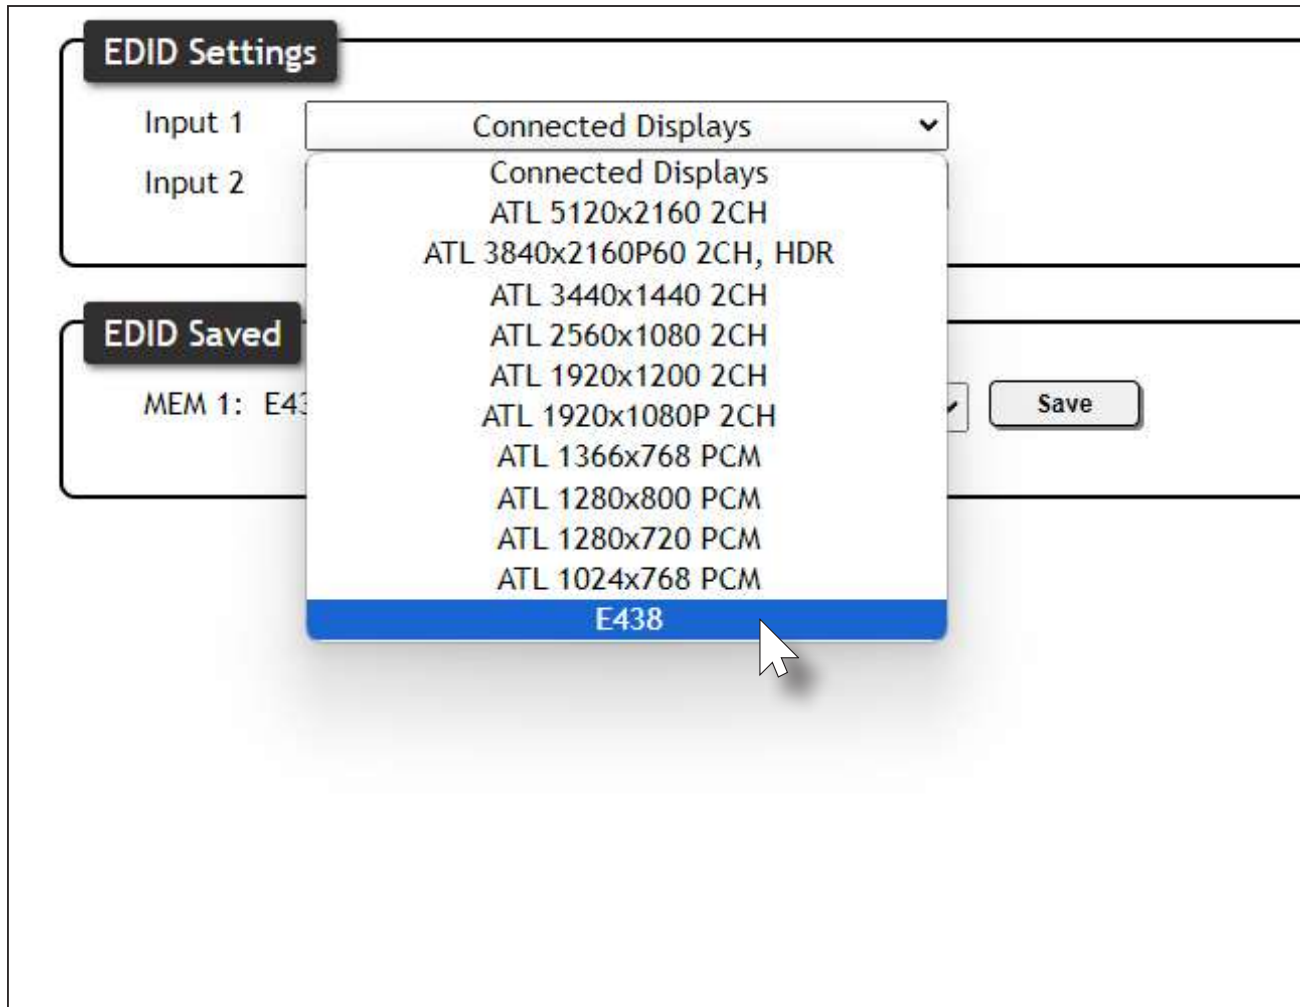 EDID Settings
Input 1 Connected Displays
Input 2
Connected Displays
ATL 5120x2160 2CH
ATL 3840x2160P60 2CH, HDR
ATL 3440x1440 2CH
ATL 2560x1080 2CH
ATL 1920x1200 2CH
ATL 1920x1080P 2CH
ATL 1366x768 PCM
ATL 1280x800 PCM
ATL 1280x720 PCM
ATL 1024x768 PCM
E438
EDID Saved
MEM 1: Save